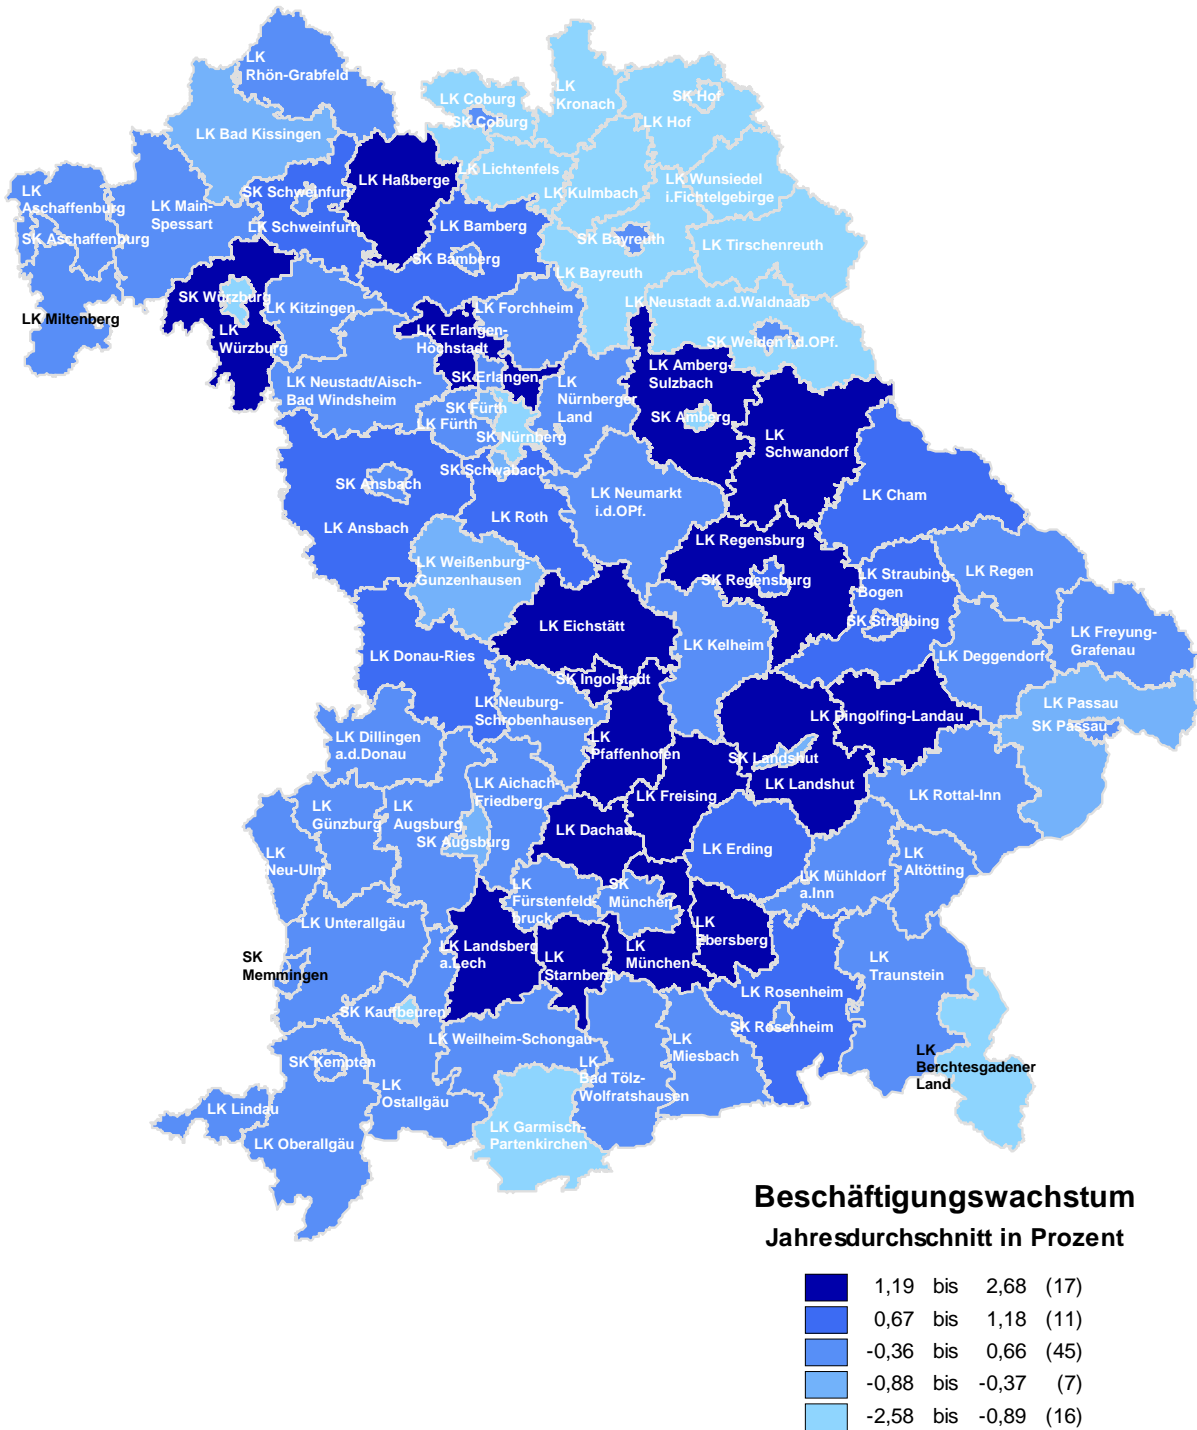 LK
Rhön-Grabfeld
LK Coburg
SK Coburg
LK
Kronach
SK Hof
LK Hof
LK Bad Kissingen
LK Haßberge
LK Lichtenfels
LK Kulmbach
LK Wunsiedel
i.Fichtelgebirge
LK
Aschaffenburg
SK Aschaffenburg
LK Main-
Spessart
SK Schweinfurt
LK Schweinfurt
LK Bamberg
SK Bamberg
SK Bayreuth
LK Bayreuth
LK Tirschenreuth
SK Würzburg
LK Miltenberg
LK
Würzburg
LK Kitzingen
LK Forchheim
LK Neustadt a.d.Waldnaab
SK Weiden i.d.OPf.
LK Erlangen-
Höchstadt
SK Erlangen
LK Neustadt/Aisch-
Bad Windsheim
LK
Nürnberger
Land
LK Amberg-
Sulzbach
SK Amberg
SK Fürth
LK Fürth
SK Nürnberg
LK
Schwandorf
SK Schwabach
SK Ansbach
LK Ansbach
LK Roth
LK Neumarkt
i.d.OPf.
LK Cham
LK Weißenburg-
Gunzenhausen
LK Regensburg
SK Regensburg
LK Straubing-
Bogen
SK Straubing
LK Regen
LK Eichstätt
LK Kelheim
LK Freyung-
Grafenau
LK Donau-Ries
LK Deggendorf
SK Ingolstadt
LK Neuburg-
Schrobenhausen
LK Dingolfing-Landau
LK Passau
SK Passau
LK Dillingen
a.d.Donau
LK
Pfaffenhofen
SK Landshut
LK Landshut
LK Aichach-
Friedberg
LK Freising
LK Rottal-Inn
LK
Günzburg
LK
Augsburg
SK Augsburg
LK Dachau
LK Erding
LK
Neu-Ulm
LK Mühldorf
a.Inn
LK
Altötting
LK
Fürstenfeld-
bruck
SK
München
LK Unterallgäu
LK
Ebersberg
SK
Memmingen
LK Landsberg
a.Lech
LK
Starnberg
LK
München
LK
Traunstein
LK Rosenheim
SK Rosenheim
SK Kaufbeuren
LK Weilheim-Schongau
LK
Miesbach
SK Kempten
LK
Bad Tölz-
Wolfratshausen
LK
Berchtesgadener
Land
LK
Ostallgäu
LK Lindau
LK Oberallgäu
LK Garmisch-
Partenkirchen
Beschäftigungswachstum
Jahresdurchschnitt in Prozent
1,19 bis 2,68 (17)
0,67 bis 1,18 (11)
-0,36 bis 0,66 (45)
-0,88 bis -0,37 (7)
-2,58 bis -0,89 (16)